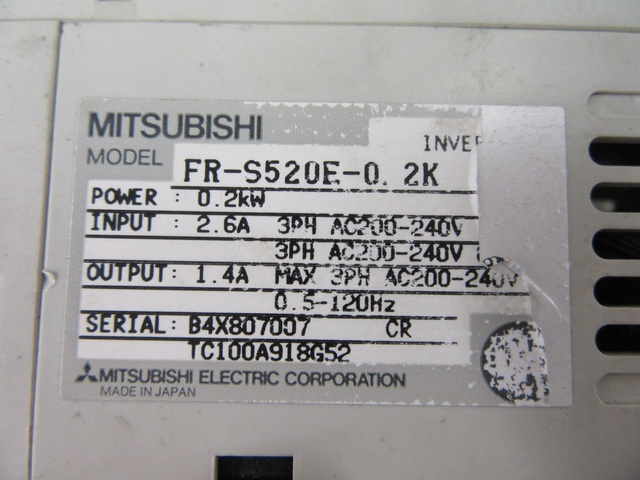 MITSUBISHI
INVER
MODEL FR-S520E-0.2K
POWER : 0.2kW
INPUT : 2.6A 3PH AC200-240V
3PH AC200-240V
OUTPUT: 1.4A MAX 3PH AC200-240V
0.5-120Hz
SERIAL: B4X807007 CR
TC100A918G52
MITSUBISHI ELECTRIC CORPORATION
MADE IN JAPAN